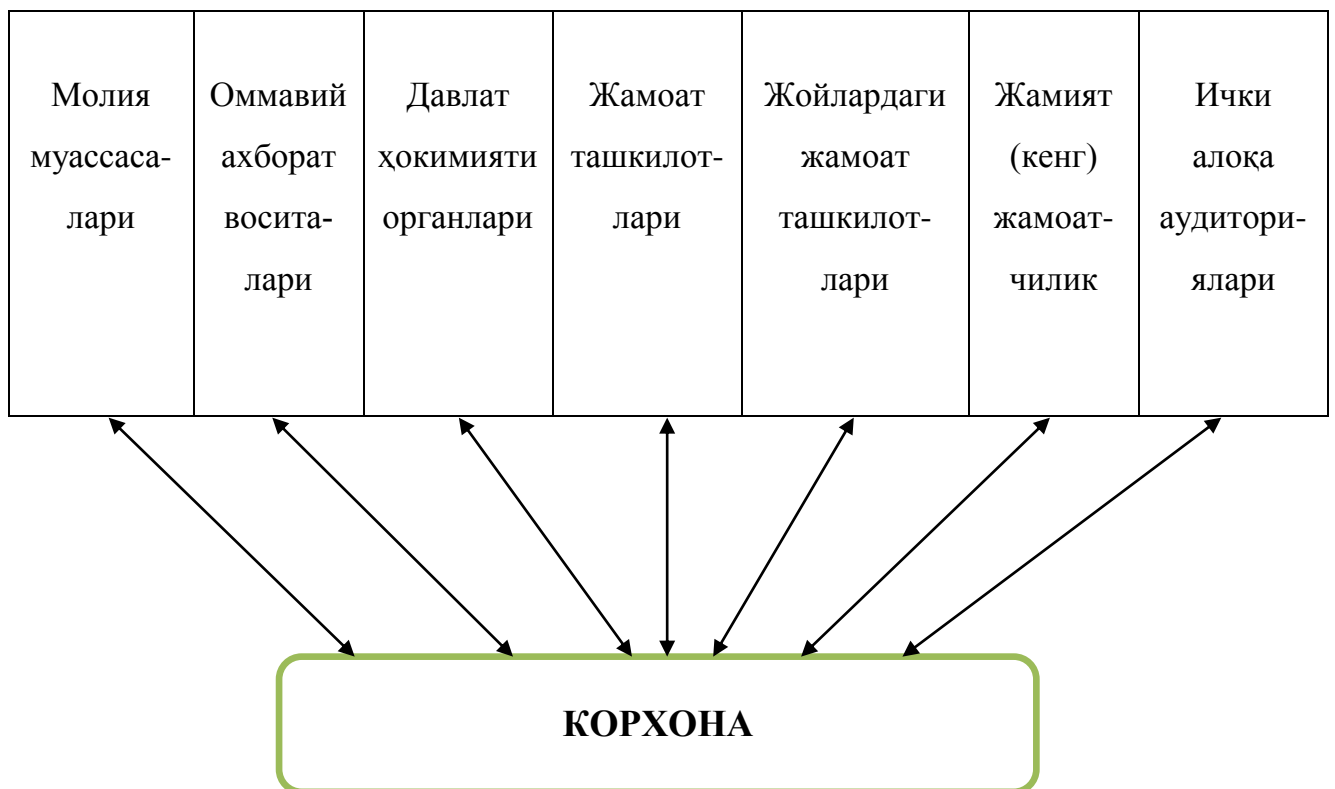 Молия
муассаса-
лари
Оммавий
ахборат
восита-
лари
Давлат
ҳокимияти
органлари
Жамоат
ташкилот-
лари
Жойлардаги
жамоат
ташкилот-
лари
Жамият
(кенг)
жамоат-
чилик
Ички
алоқа
аудитори-
ялари
КОРХОНА